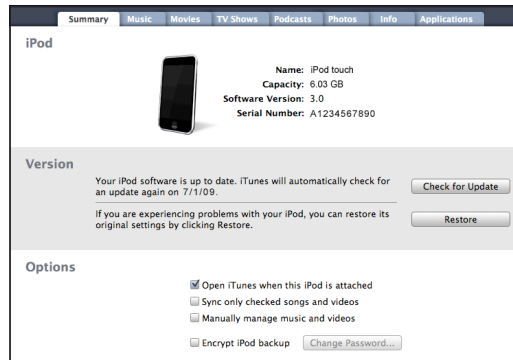 Summary Music Movies TV Shows Podcasts Photos Info Applications
iPod
Name: iPod touch
Capacity: 6.03 GB
Software Version: 3.0
Serial Number: A1234567890
Version
Your iPod software is up to date. iTunes will automatically check for
an update again on 7/1/09.
Check for Update
If you are experiencing problems with your iPod, you can restore its
original settings by clicking Restore.
Restore
Options
Open iTunes when this iPod is attached
Sync only checked songs and videos
Manually manage music and videos
Encrypt iPod backup Change Password...